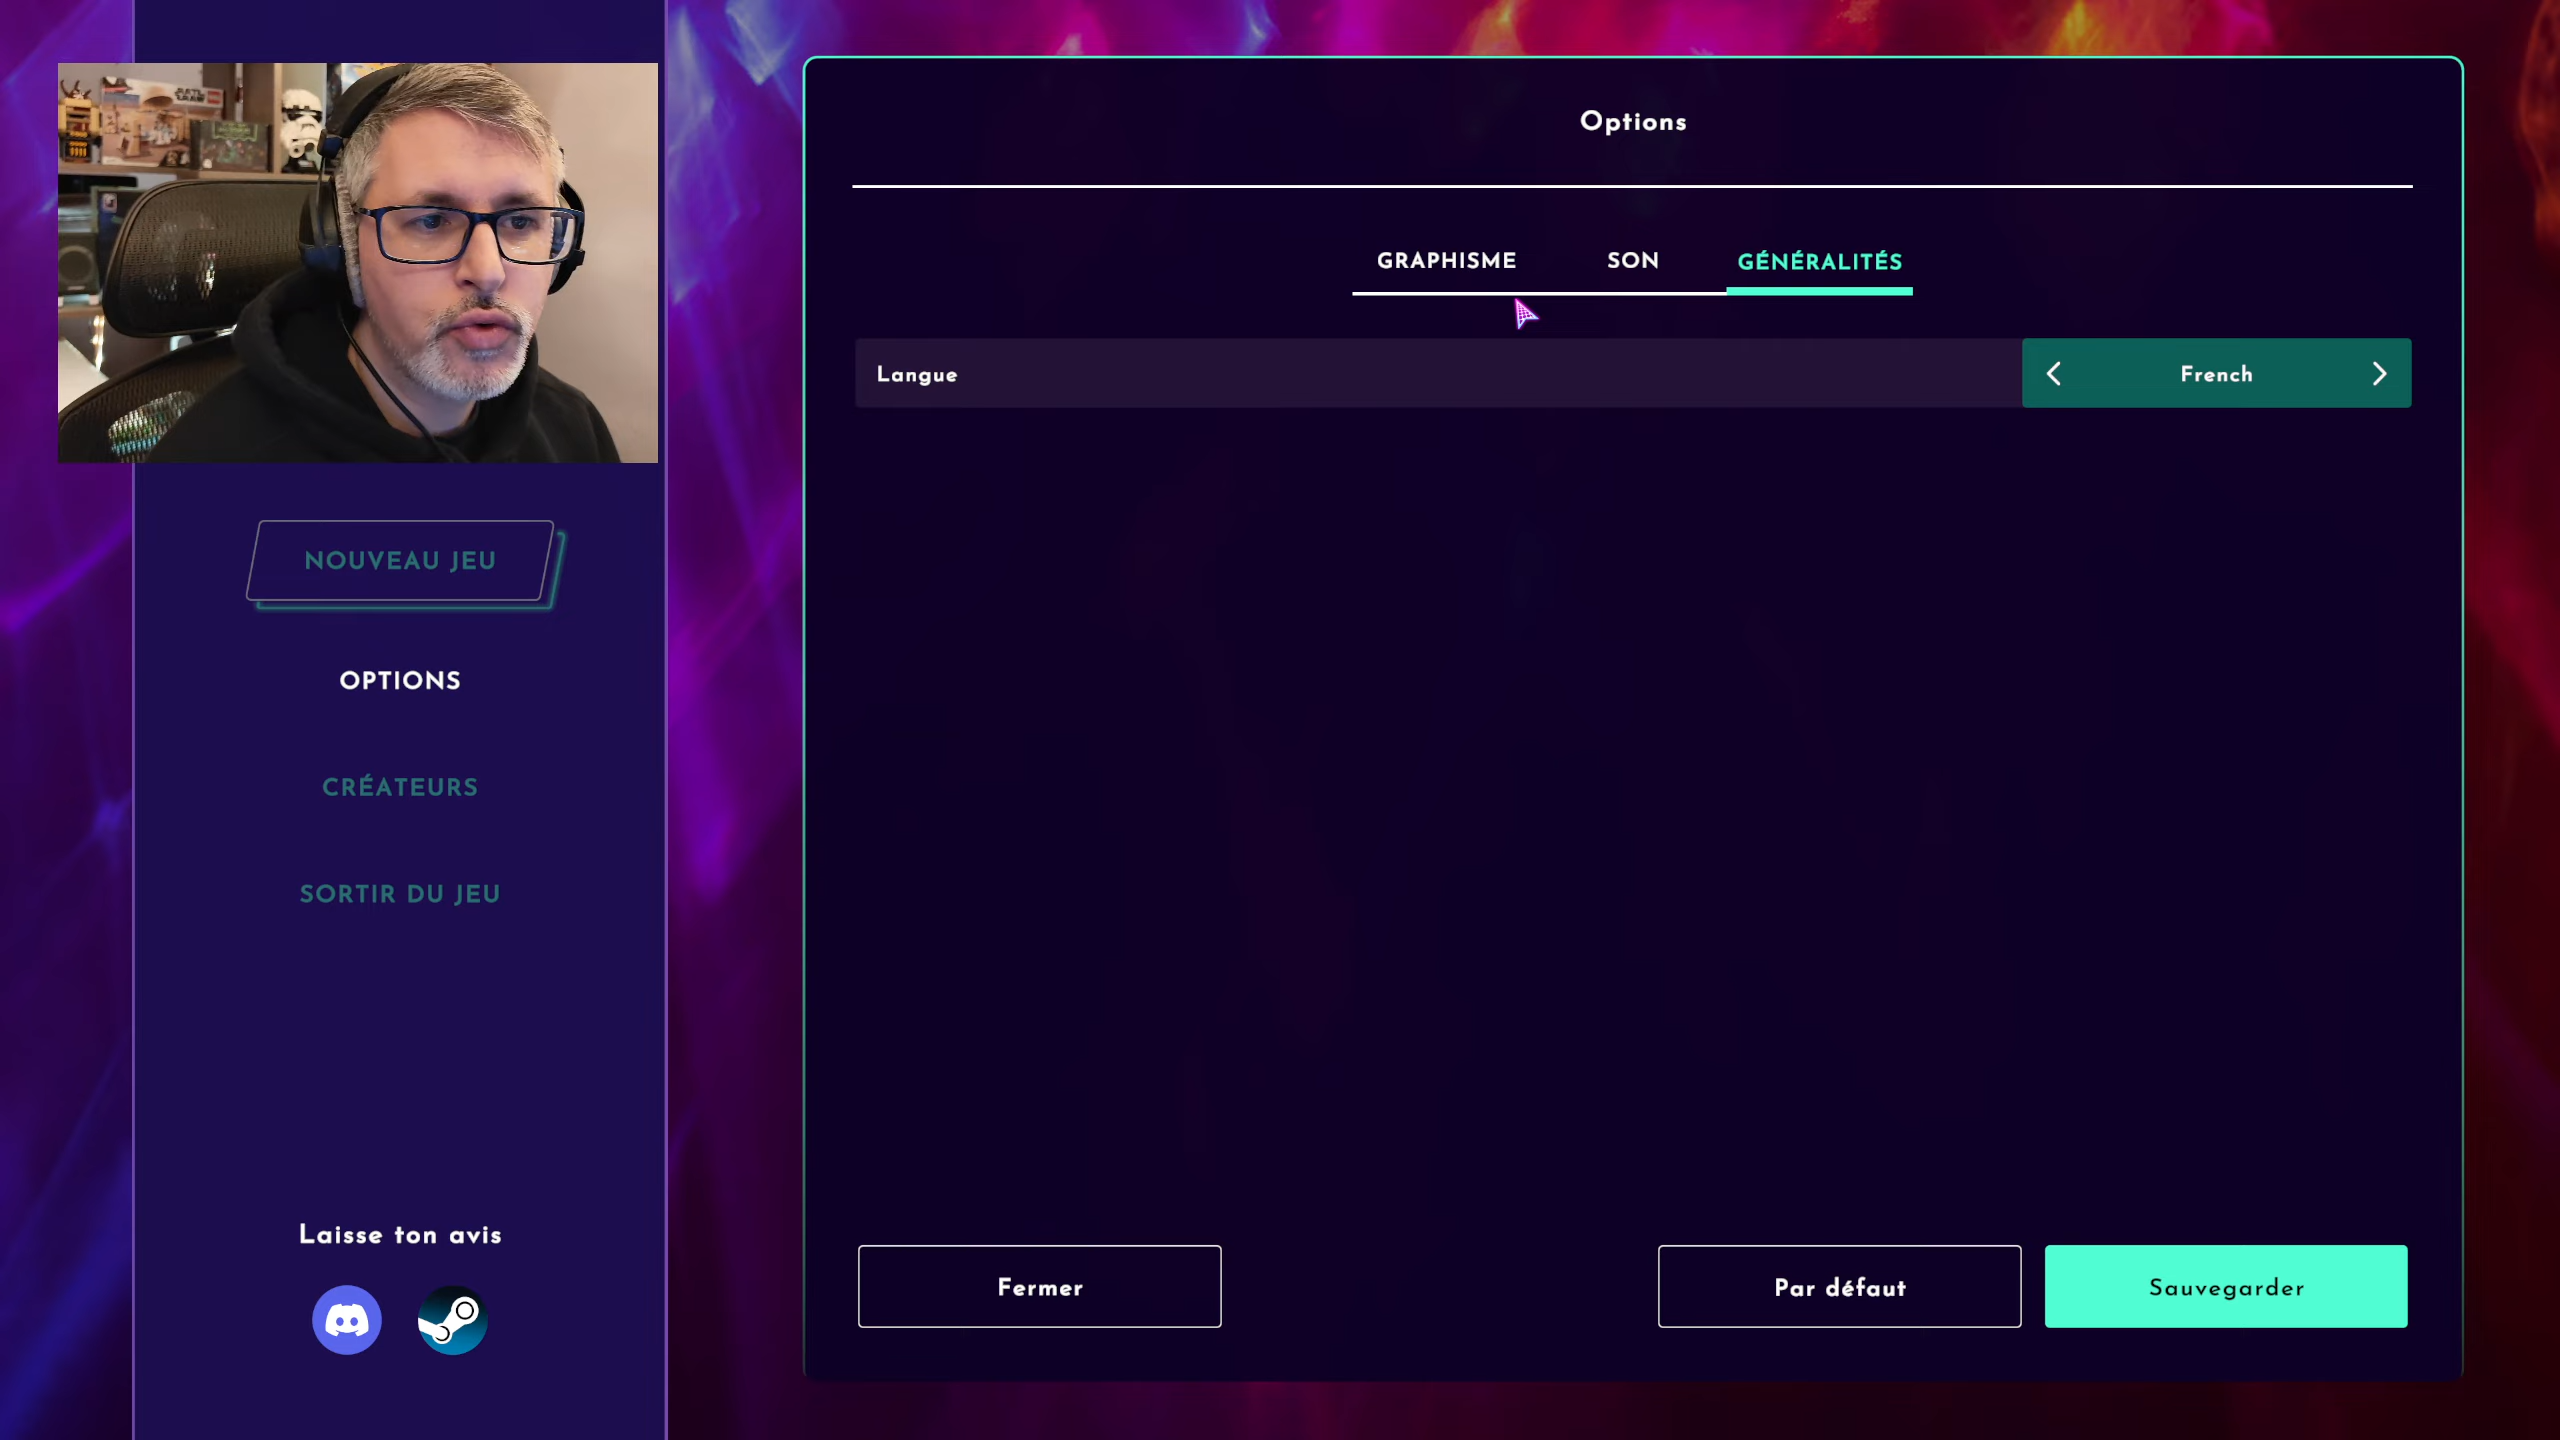 Options
GRAPHISME
SON
GÉNÉRALITÉS
Langue
French
NOUVEAU JEU
OPTIONS
CRÉATEURS
SORTIR DU JEU
Laisse ton avis
Fermer
Par défaut
Sauvegarder